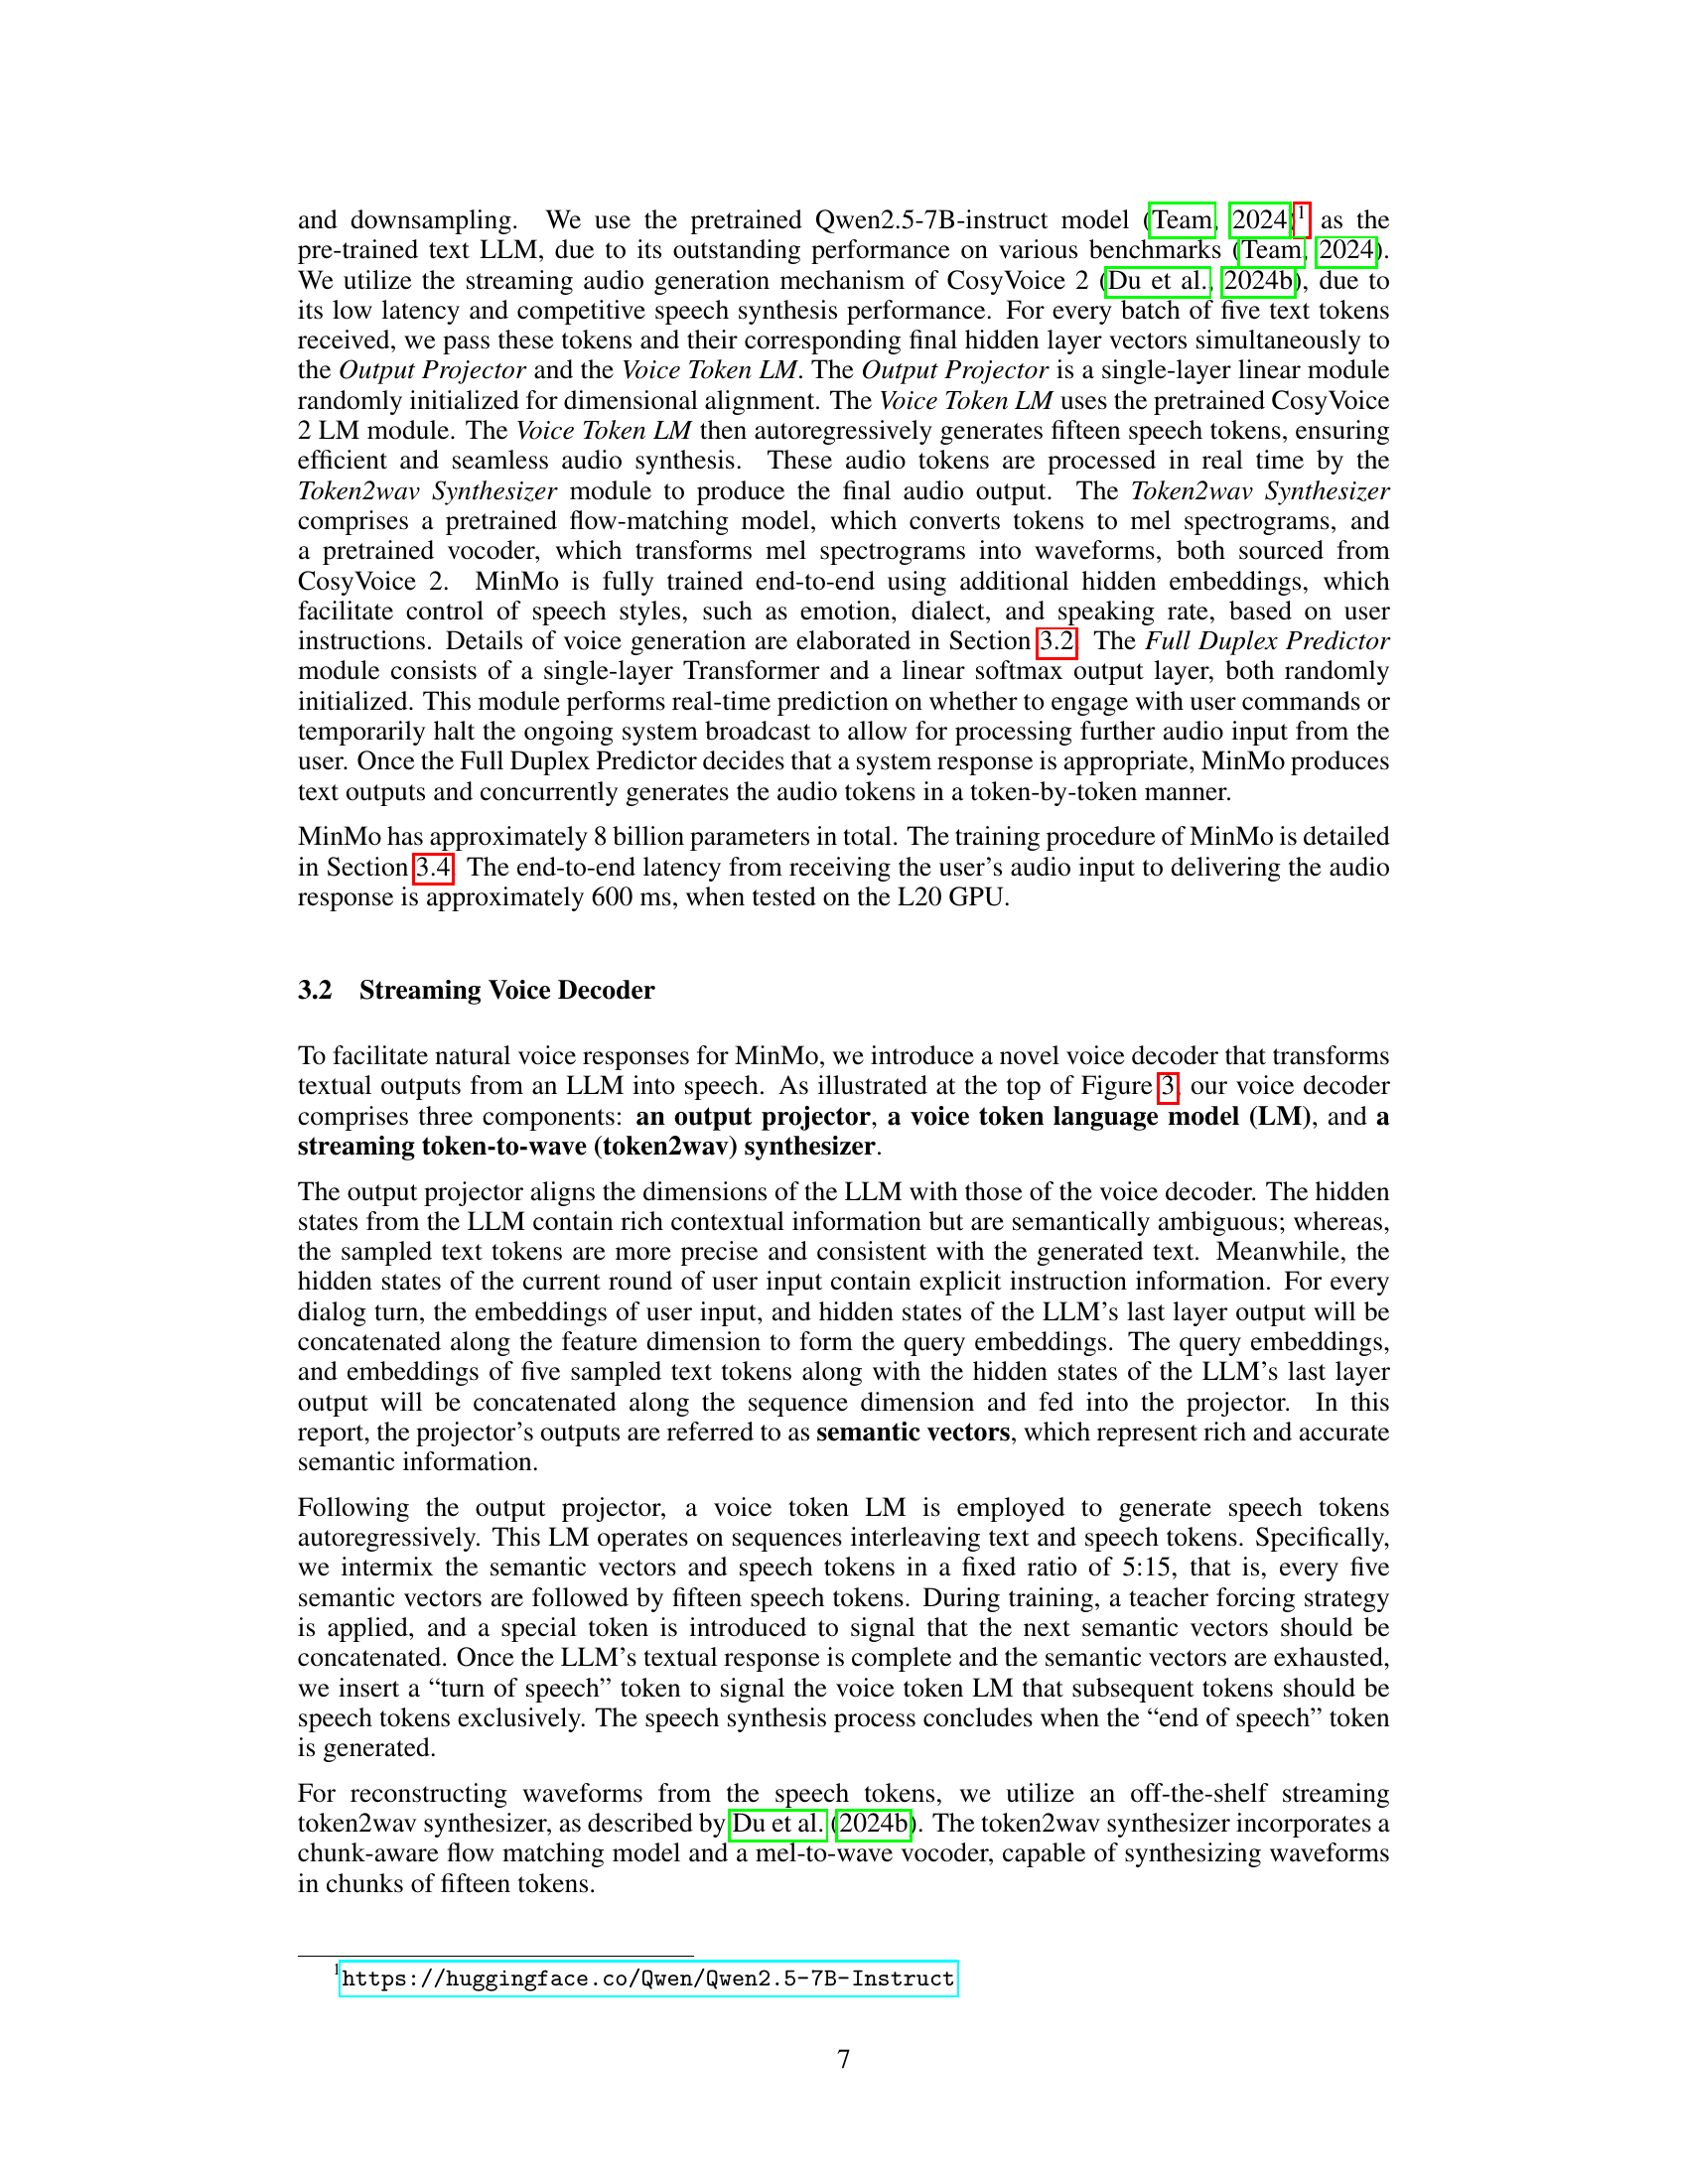 and downsampling. We use the pretrained Qwen2.5-7B-instruct model (Team, 2024)1 as the
pre-trained text LLM, due to its outstanding performance on various benchmarks (Team, 2024).
We utilize the streaming audio generation mechanism of CosyVoice 2 (Du et al., 2024b), due to
its low latency and competitive speech synthesis performance. For every batch of five text tokens
received, we pass these tokens and their corresponding final hidden layer vectors simultaneously to
the Output Projector and the Voice Token LM. The Output Projector is a single-layer linear module
randomly initialized for dimensional alignment. The Voice Token LM uses the pretrained CosyVoice
2 LM module. The Voice Token LM then autoregressively generates fifteen speech tokens, ensuring
efficient and seamless audio synthesis. These audio tokens are processed in real time by the
Token2wav Synthesizer module to produce the final audio output. The Token2wav Synthesizer
comprises a pretrained flow-matching model, which converts tokens to mel spectrograms, and
a pretrained vocoder, which transforms mel spectrograms into waveforms, both sourced from
CosyVoice 2. MinMo is fully trained end-to-end using additional hidden embeddings, which
facilitate control of speech styles, such as emotion, dialect, and speaking rate, based on user
instructions. Details of voice generation are elaborated in Section 3.2. The Full Duplex Predictor
module consists of a single-layer Transformer and a linear softmax output layer, both randomly
initialized. This module performs real-time prediction on whether to engage with user commands or
temporarily halt the ongoing system broadcast to allow for processing further audio input from the
user. Once the Full Duplex Predictor decides that a system response is appropriate, MinMo produces
text outputs and concurrently generates the audio tokens in a token-by-token manner.
MinMo has approximately 8 billion parameters in total. The training procedure of MinMo is detailed
in Section 3.4. The end-to-end latency from receiving the user's audio input to delivering the audio
response is approximately 600 ms, when tested on the L20 GPU.
3.2 Streaming Voice Decoder
To facilitate natural voice responses for MinMo, we introduce a novel voice decoder that transforms
textual outputs from an LLM into speech. As illustrated at the top of Figure 3, our voice decoder
comprises three components: an output projector, a voice token language model (LM), and a
streaming token-to-wave (token2wav) synthesizer.
The output projector aligns the dimensions of the LLM with those of the voice decoder. The hidden
states from the LLM contain rich contextual information but are semantically ambiguous; whereas,
the sampled text tokens are more precise and consistent with the generated text. Meanwhile, the
hidden states of the current round of user input contain explicit instruction information. For every
dialog turn, the embeddings of user input, and hidden states of the LLM's last layer output will be
concatenated along the feature dimension to form the query embeddings. The query embeddings,
and embeddings of five sampled text tokens along with the hidden states of the LLM's last layer
output will be concatenated along the sequence dimension and fed into the projector. In this
report, the projector's outputs are referred to as semantic vectors, which represent rich and accurate
semantic information.
Following the output projector, a voice token LM is employed to generate speech tokens
autoregressively. This LM operates on sequences interleaving text and speech tokens. Specifically,
we intermix the semantic vectors and speech tokens in a fixed ratio of 5:15, that is, every five
semantic vectors are followed by fifteen speech tokens. During training, a teacher forcing strategy
is applied, and a special token is introduced to signal that the next semantic vectors should be
concatenated. Once the LLM's textual response is complete and the semantic vectors are exhausted,
we insert a “turn of speech” token to signal the voice token LM that subsequent tokens should be
speech tokens exclusively. The speech synthesis process concludes when the “end of speech” token
is generated.
For reconstructing waveforms from the speech tokens, we utilize an off-the-shelf streaming
token2wav synthesizer, as described by Du et al. (2024b). The token2wav synthesizer incorporates a
chunk-aware flow matching model and a mel-to-wave vocoder, capable of synthesizing waveforms
in chunks of fifteen tokens.
1https://huggingface.co/Qwen/Qwen2.5-7B-Instruct
7